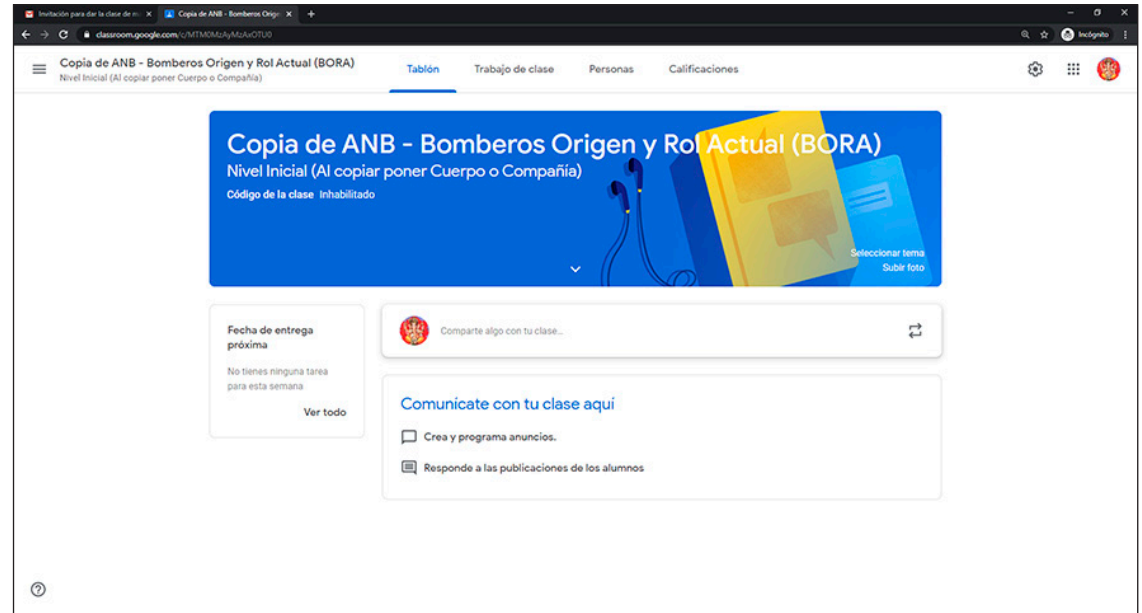 Invitación para dar la clase de m
Copia de ANB - Bomberos Orige
classroom.google.com/c/MTM0MzAyMzAxOTU0
Incógnito
Copia de ANB - Bomberos Origen y Rol Actual (BORA)
Nivel Inicial (Al copiar poner Cuerpo o Compañía)
Tablón
Trabajo de clase
Personas
Calificaciones
Copia de ANB - Bomberos Origen y Rol Actual (BORA)
Nivel Inicial (Al copiar poner Cuerpo o Compañía)
Código de la clase Inhabilitado
Seleccionar tema
Subir foto
Fecha de entrega
próxima
No tienes ninguna tarea
para esta semana
Ver todo
Comparte algo con tu clase...
Comunícate con tu clase aquí
Crea y programa anuncios.
Responde a las publicaciones de los alumnos